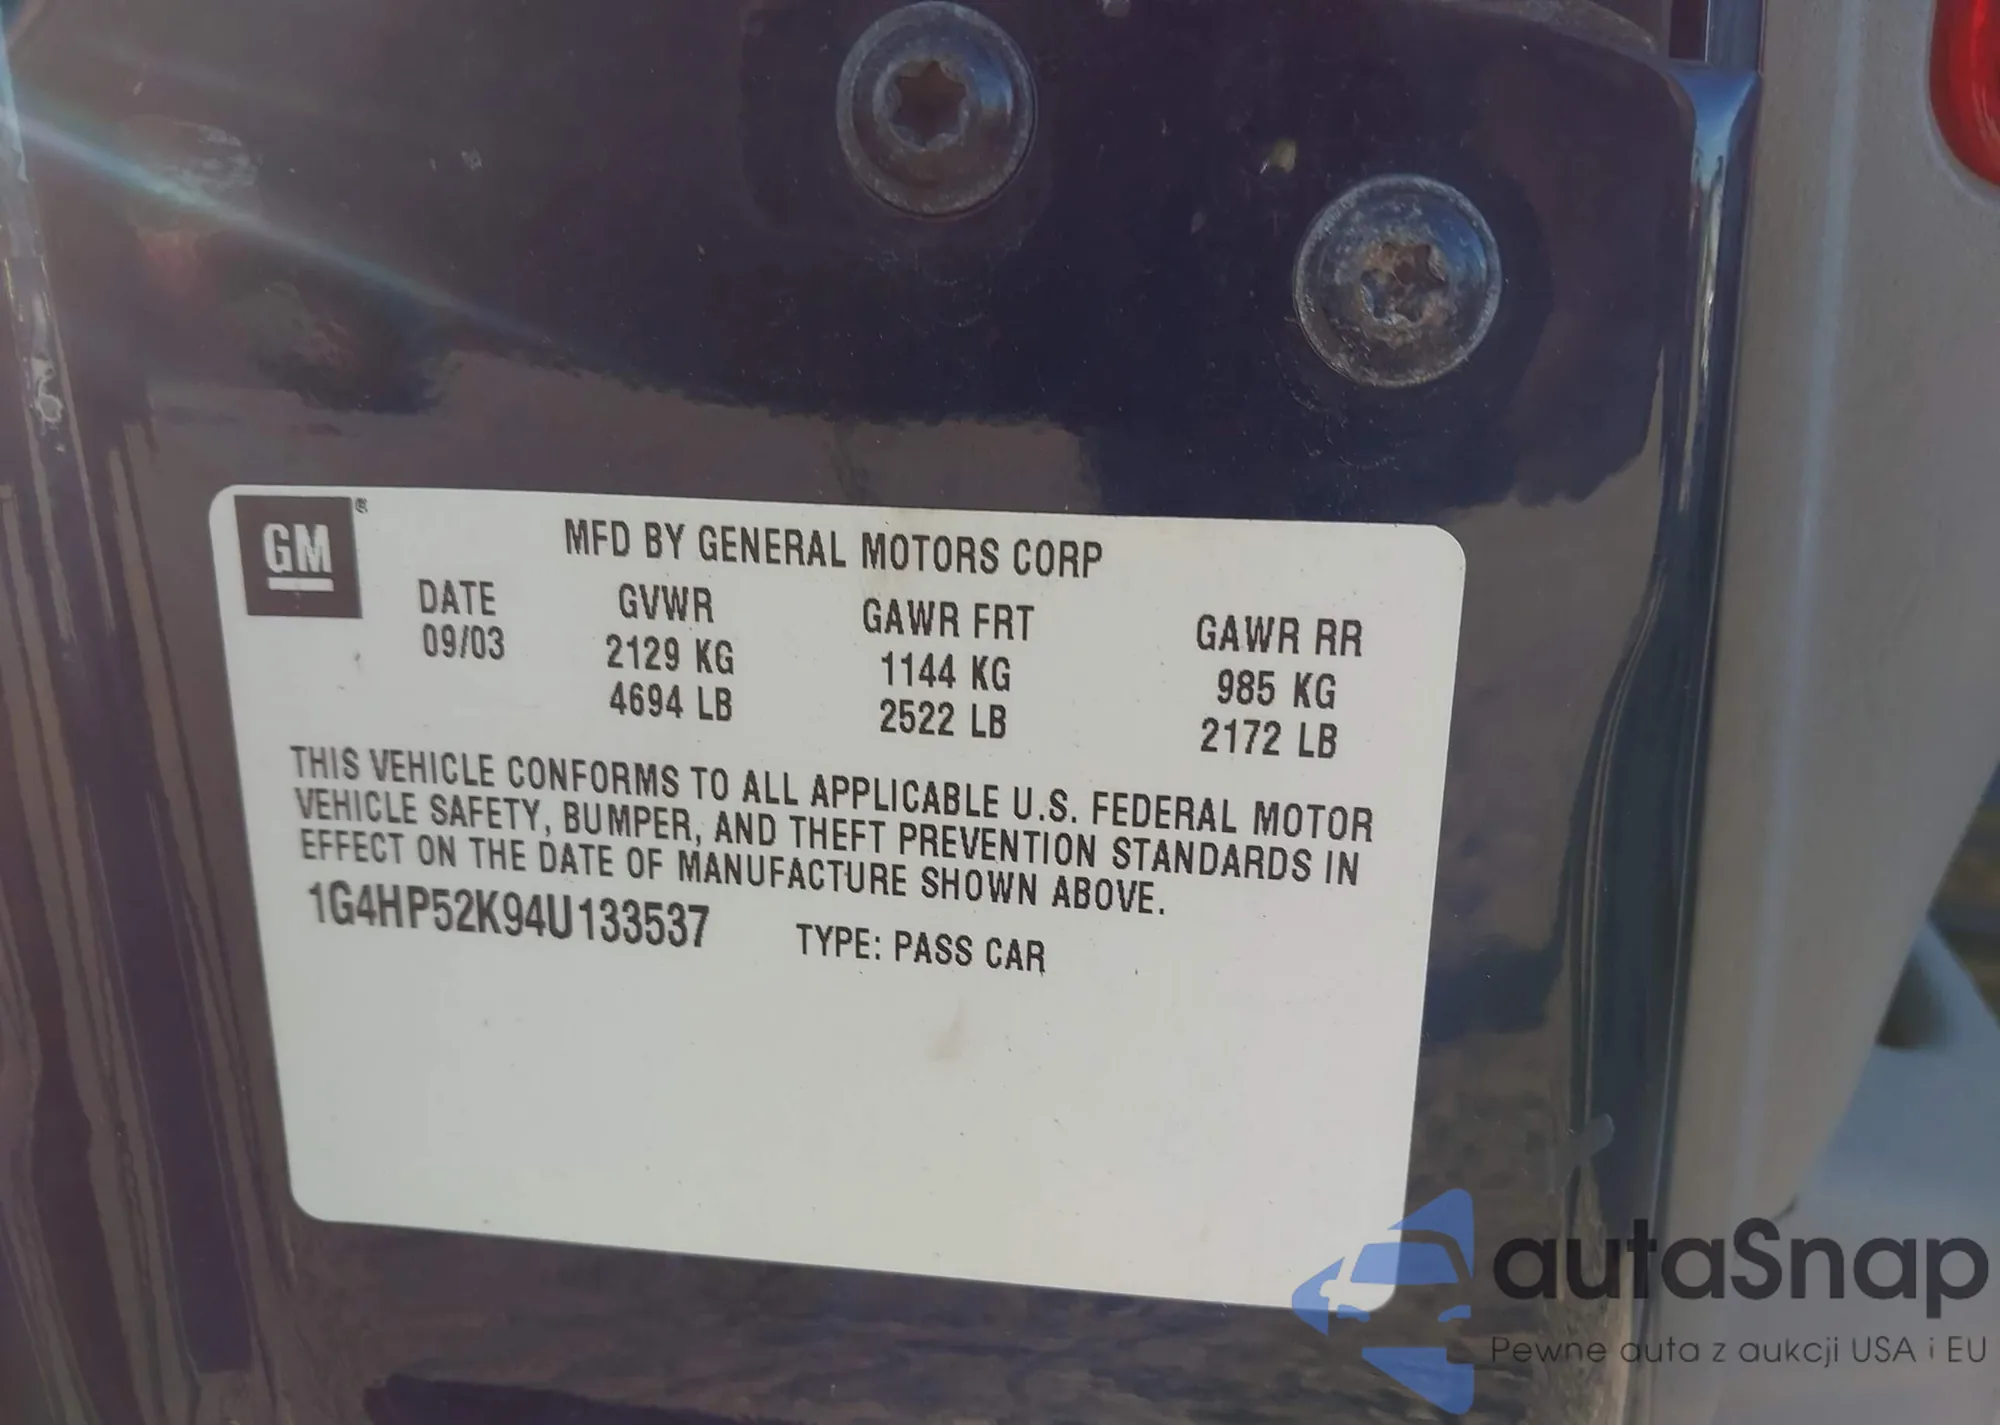 GM®
MFD BY GENERAL MOTORS CORP
DATE GVWR GAWR FRT GAWR RR
09/03 2129 KG 1144 KG 985 KG
4694 LB 2522 LB 2172 LB
THIS VEHICLE CONFORMS TO ALL APPLICABLE U.S. FEDERAL MOTOR
VEHICLE SAFETY, BUMPER, AND THEFT PREVENTION STANDARDS IN
EFFECT ON THE DATE OF MANUFACTURE SHOWN ABOVE.
1G4HP52K94U133537 TYPE: PASS CAR
autaSnap
Pewne auta z aukcji USA i EU